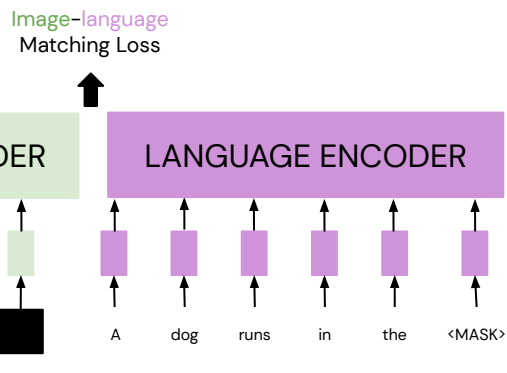 Image-language
Matching Loss
DER
LANGUAGE ENCODER
A dog runs in the <MASK>